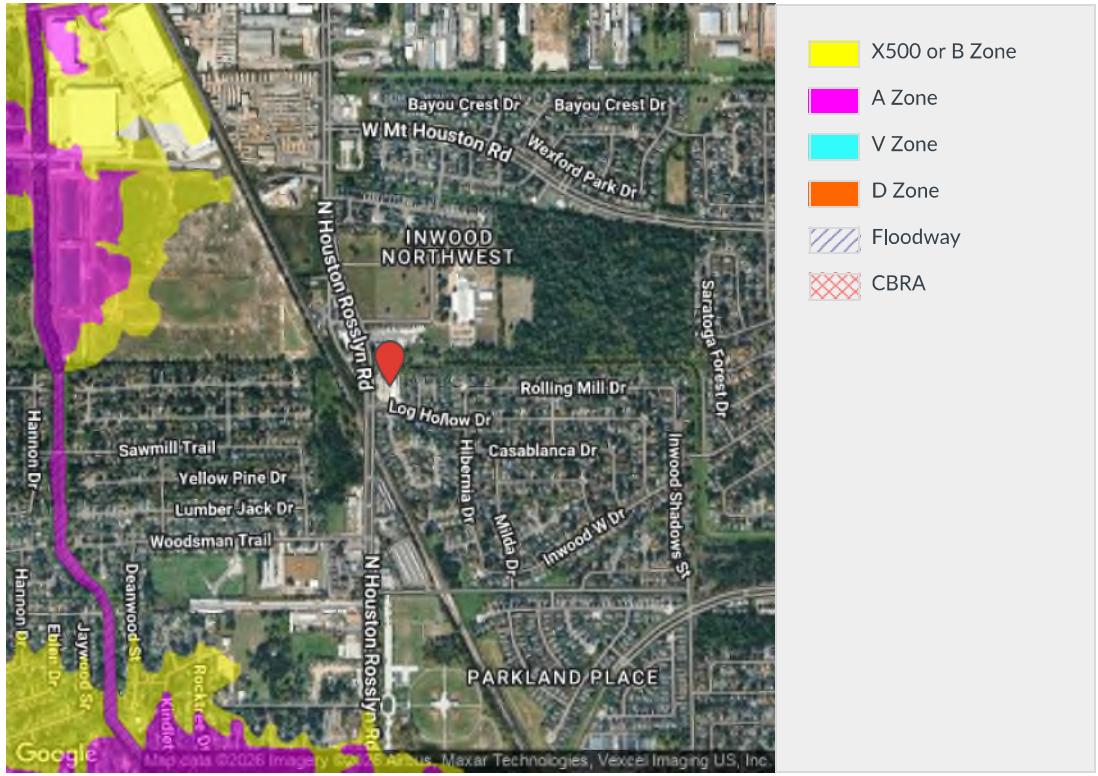 Bayou Crest Dr
Bayou Crest Dr
W Mt Houston Rd
Wexford Park Dr
N Houston Rosslyn Rd
INWOOD
NORTHWEST
Saratoga Forest Dr
Rolling Mill Dr
Log Hollow Dr
Hannon Dr
Sawmill Trail
Hibernia Dr
Casablanca Dr
Inwood Shadows St
Yellow Pine Dr
Lumber Jack Dr
Milda Dr
Inwood W Dr
Woodsman Trail
N Houston Rosslyn Rd
Hannon Dr
Deanwood St
Jaywood St
PARKLAND PLACE
Google
Map data ©2026 Imagery ©2026 Airbus, Maxar Technologies, Vexcel Imaging US, Inc.
X500 or B Zone
A Zone
V Zone
D Zone
Floodway
CBRA